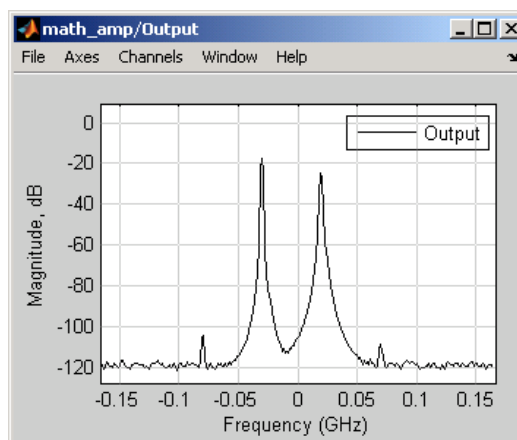 math_amp/Output
File Axes Channels Window Help
Output
0
-20
-40
-60
-80
-100
-120
Magnitude, dB
-0.15 -0.1 -0.05 0 0.05 0.1 0.15
Frequency (GHz)